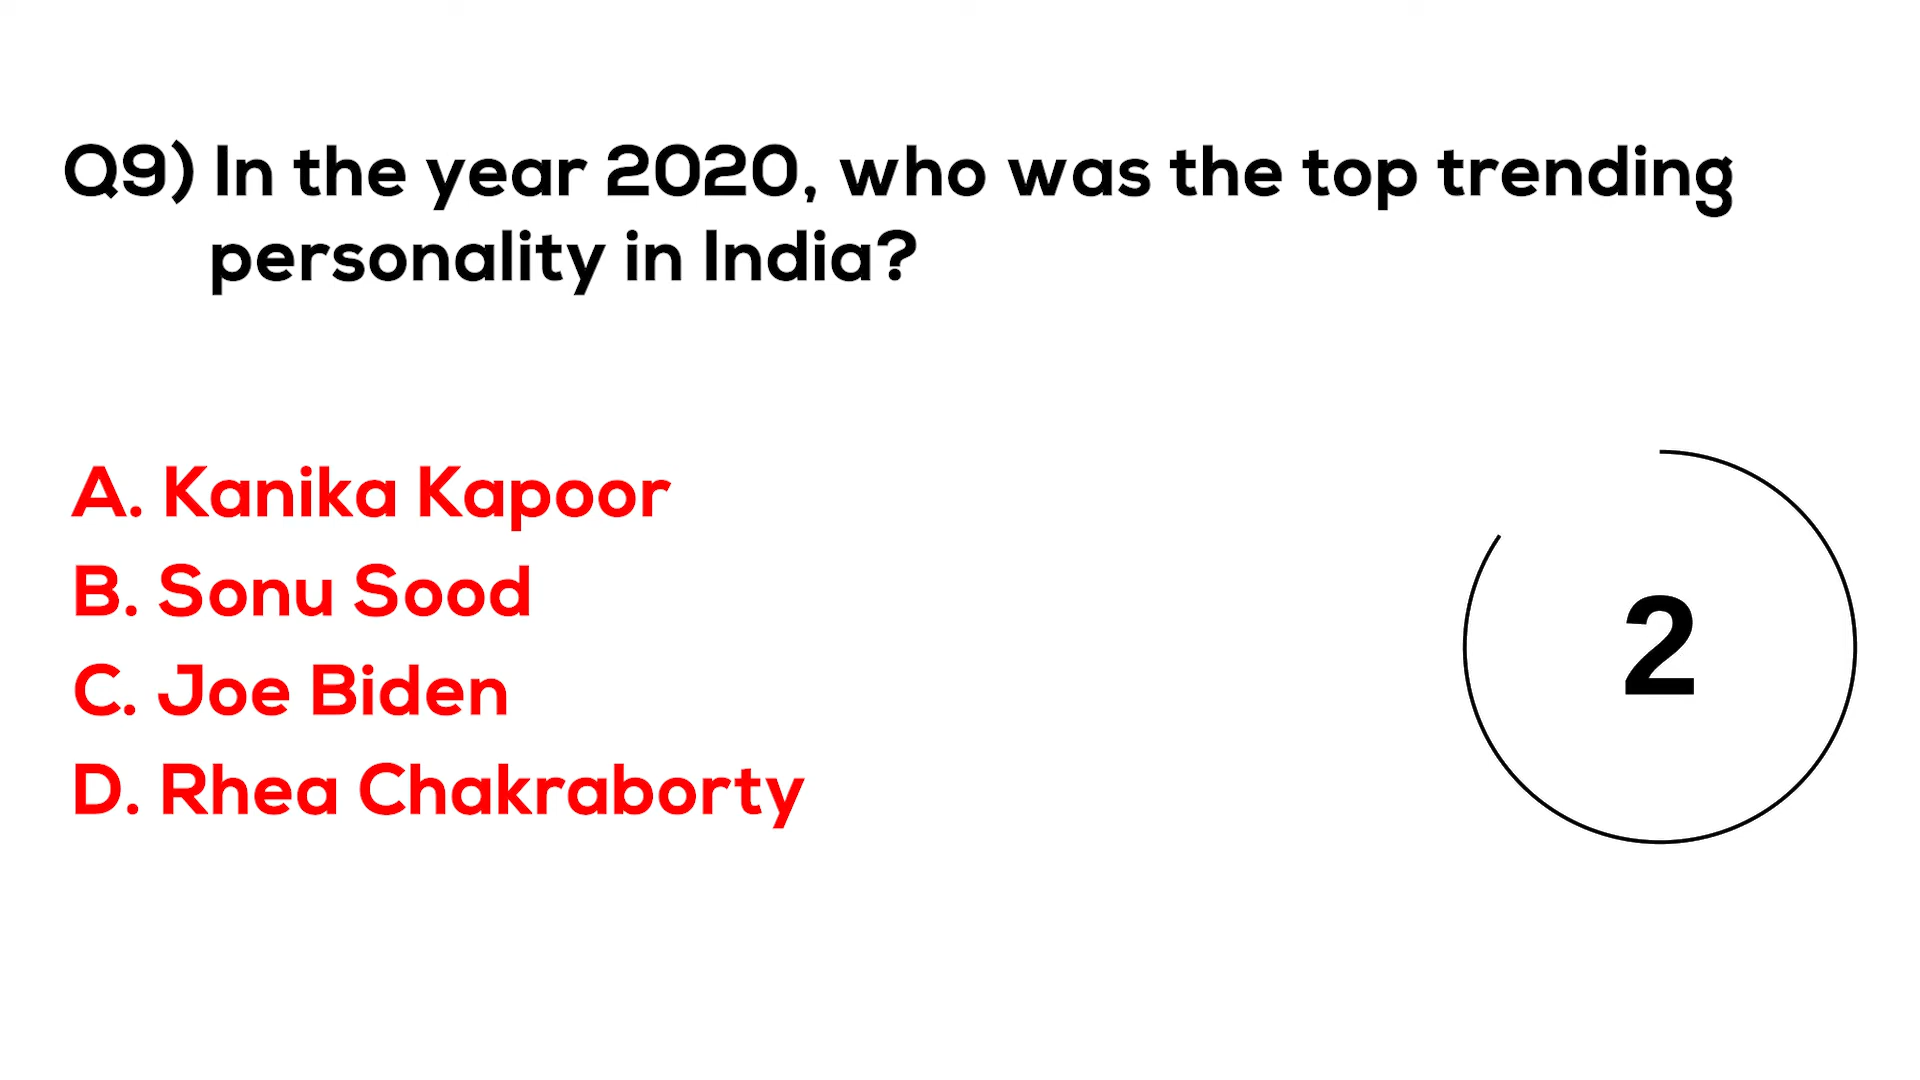 Q9) In the year 2020, who was the top trending
personality in India?
A. Kanika Kapoor
B. Sonu Sood
C. Joe Biden
D. Rhea Chakraborty
2